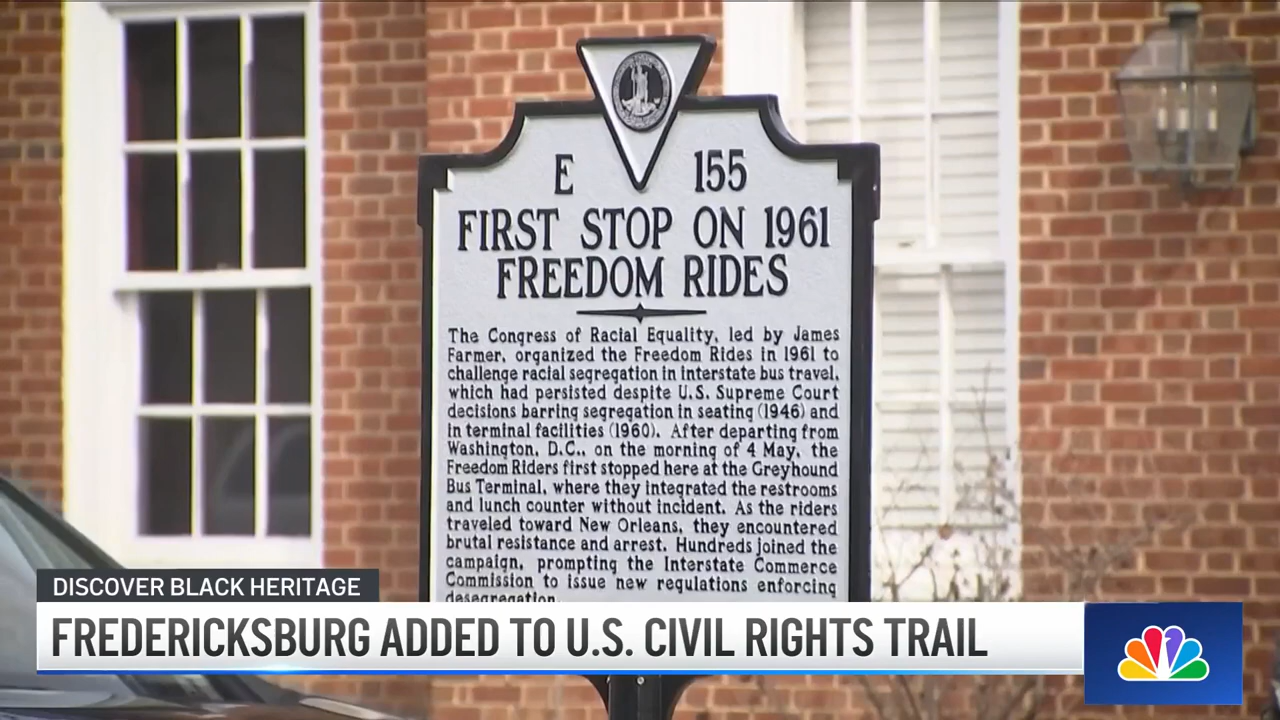 E 155
FIRST STOP ON 1961
FREEDOM RIDES
The Congress of Racial Equality, led by James
Farmer, organized the Freedom Rides in 1961 to
challenge racial segregation in interstate bus travel,
which had persisted despite U.S. Supreme Court
decisions barring segregation in seating (1946) and
in terminal facilities (1960). After departing from
Washington, D.C., on the morning of 4 May, the
Freedom Riders first stopped here at the Greyhound
Bus Terminal, where they integrated the restrooms
and lunch counter without incident. As the riders
traveled toward New Orleans, they encountered
brutal resistance and arrest. Hundreds joined the
campaign, prompting the Interstate Commerce
Commission to issue new regulations enforcing
desegregation.
DISCOVER BLACK HERITAGE
FREDERICKSBURG ADDED TO U.S. CIVIL RIGHTS TRAIL